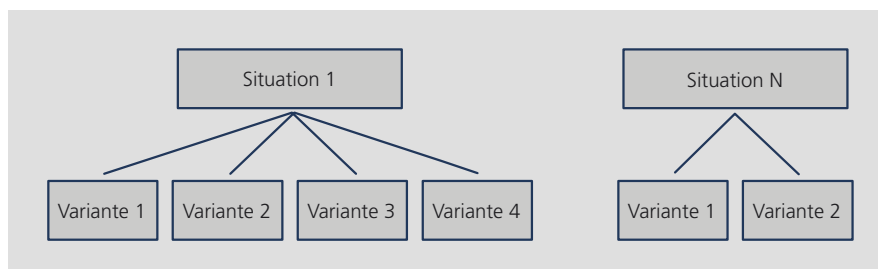 Situation 1
Situation N
Variante 1
Variante 2
Variante 3
Variante 4
Variante 1
Variante 2